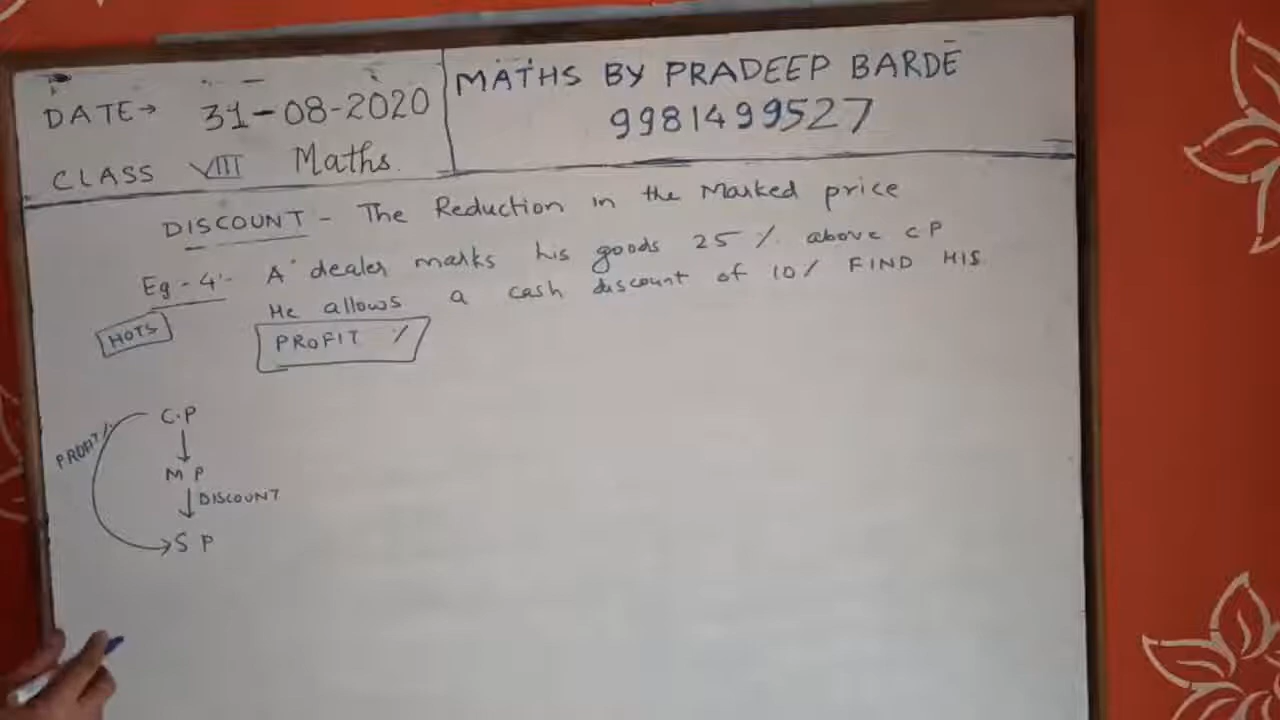 DATE→ 31-08-2020
CLASS VIII Maths.
MATHS BY PRADEEP BARDE
9981499527
DISCOUNT - The Reduction in the Marked price
Eg-4:- A dealer marks his goods 25% above CP
He allows a cash discount of 10% FIND HIS
HOTS
PROFIT %
C.P
PROFIT%
↓
M P
↓ DISCOUNT
S P